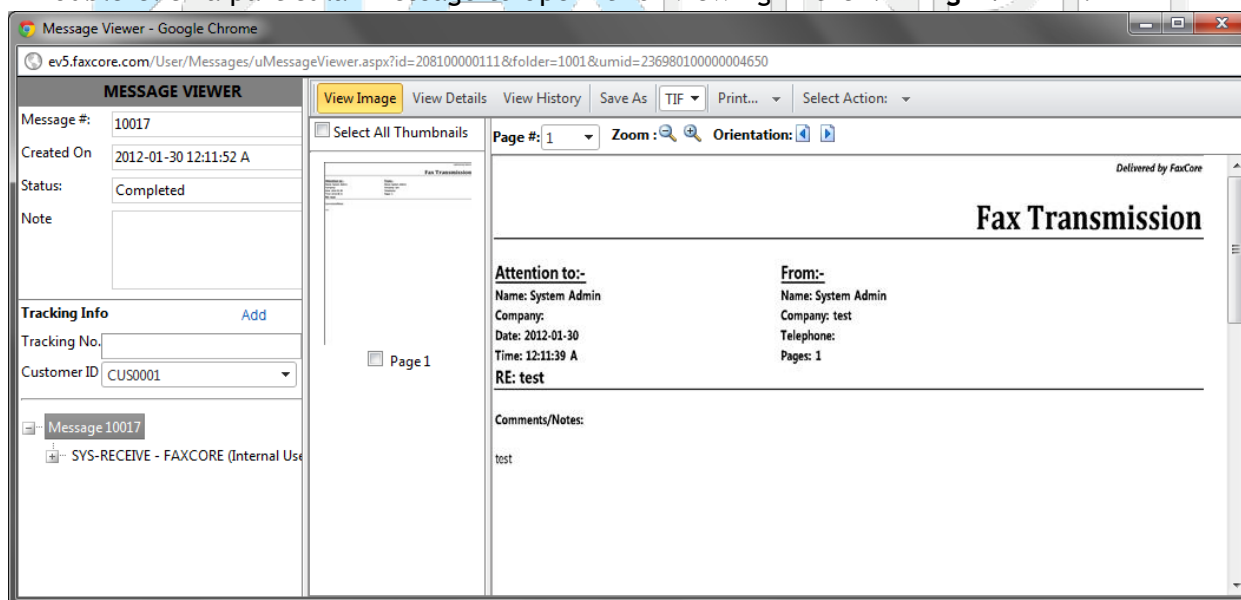 Message Viewer - Google Chrome
ev5.faxcore.com/User/Messages/uMessageViewer.aspx?id=208100000111&folder=1001&umid=236980100000004650
MESSAGE VIEWER
Message #: 10017
Created On 2012-01-30 12:11:52 A
Status: Completed
Note
Tracking Info Add
Tracking No.
Customer ID CUS0001
Message 10017
SYS-RECEIVE - FAXCORE (Internal Use
View Image View Details View History Save As TIF Print... Select Action:
Select All Thumbnails
Page 1
Page #: 1 Zoom : Orientation:
Delivered by FaxCore
Fax Transmission
Attention to:-
Name: System Admin
Company:
Date: 2012-01-30
Time: 12:11:39 A
RE: test
From:-
Name: System Admin
Company: test
Telephone:
Pages: 1
Comments/Notes:
test